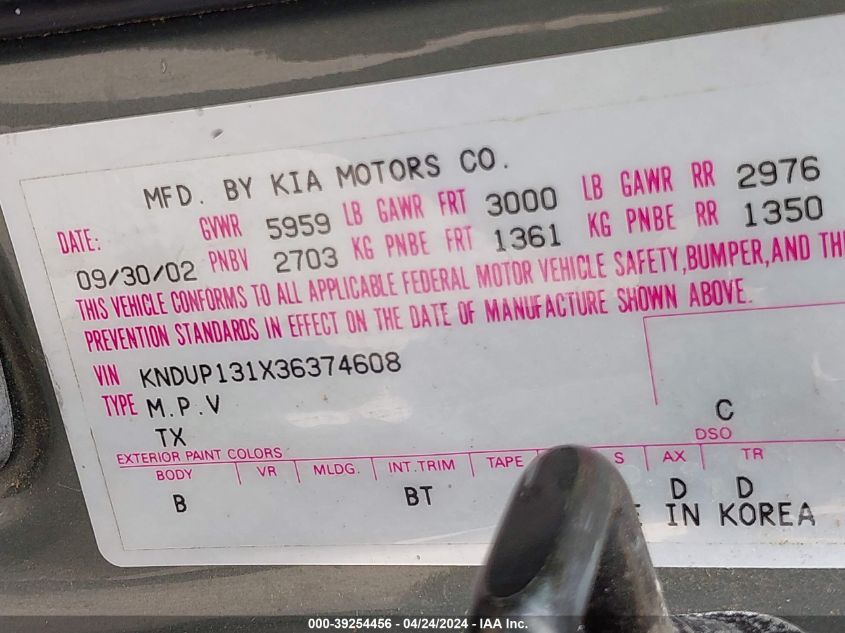 MFD. BY KIA MOTORS CO.
DATE: GVWR 5959 LB GAWR FRT 3000 LB GAWR RR 2976
09/30/02 PNBV 2703 KG PNBE FRT 1361 KG PNBE RR 1350
THIS VEHICLE CONFORMS TO ALL APPLICABLE FEDERAL MOTOR VEHICLE SAFETY, BUMPER, AND
PREVENTION STANDARDS IN EFFECT ON THE DATE OF MANUFACTURE SHOWN ABOVE.
VIN KNDUP131X36374608
TYPE M.P.V
C
TX
DSO
EXTERIOR PAINT COLORS
BODY VR MLDG. INT.TRIM TAPE S AX TR
B BT D D
IN KOREA
000-39254456 - 04/24/2024 - IAA Inc.